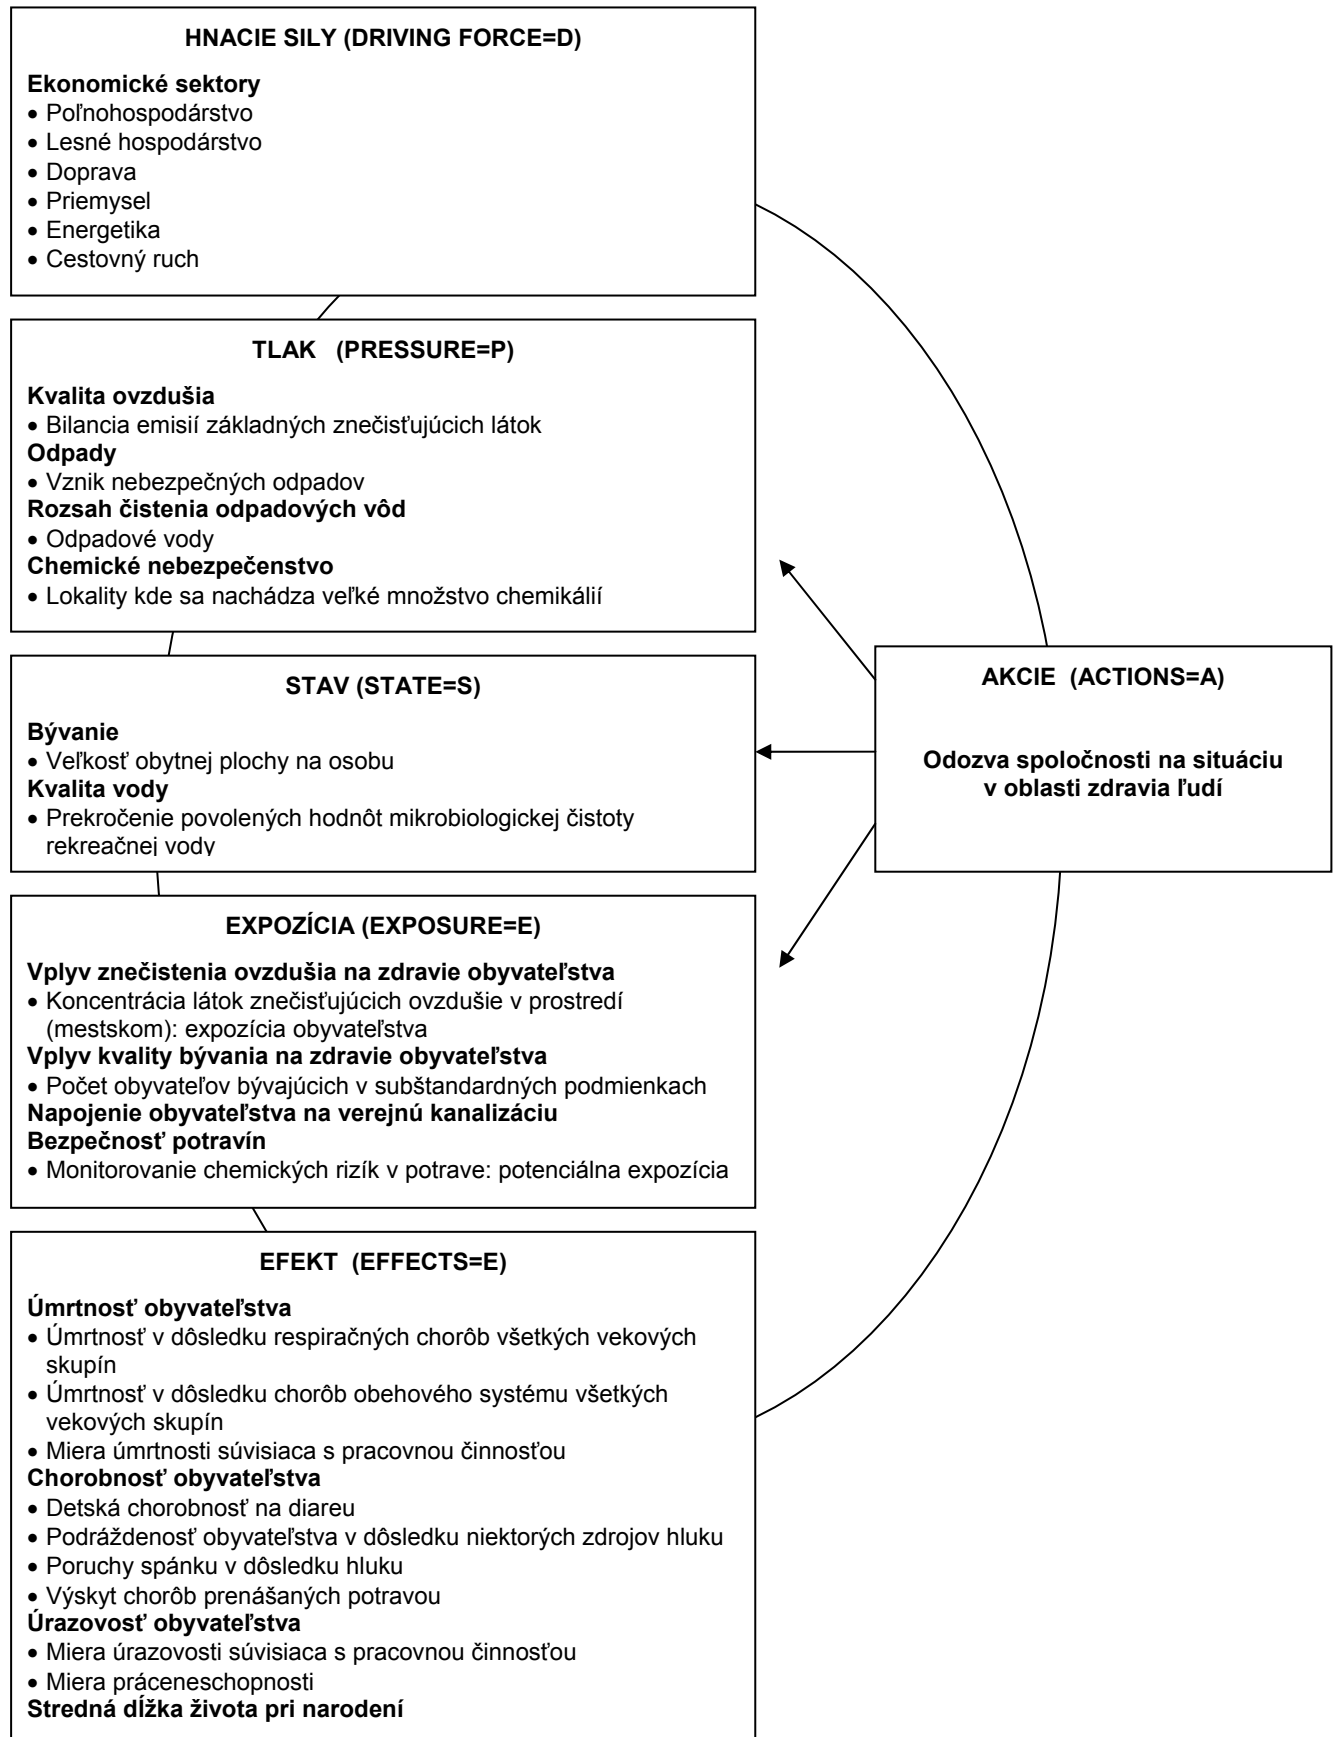 HNACIE SILY (DRIVING FORCE=D)
Ekonomické sektory
• Poľnohospodárstvo
• Lesné hospodárstvo
• Doprava
• Priemysel
• Energetika
• Cestovný ruch
TLAK (PRESSURE=P)
Kvalita ovzdušia
• Bilancia emisií základných znečisťujúcich látok
Odpady
• Vznik nebezpečných odpadov
Rozsah čistenia odpadových vôd
• Odpadové vody
Chemické nebezpečenstvo
• Lokality kde sa nachádza veľké množstvo chemikálií
STAV (STATE=S)
Bývanie
• Veľkosť obytnej plochy na osobu
Kvalita vody
• Prekročenie povolených hodnôt mikrobiologickej čistoty
rekreačnej vody
AKCIE (ACTIONS=A)
Odozva spoločnosti na situáciu
v oblasti zdravia ľudí
EXPOZÍCIA (EXPOSURE=E)
Vplyv znečistenia ovzdušia na zdravie obyvateľstva
• Koncentrácia látok znečisťujúcich ovzdušie v prostredí
(mestskom): expozícia obyvateľstva
Vplyv kvality bývania na zdravie obyvateľstva
• Počet obyvateľov bývajúcich v subštandardných podmienkach
Napojenie obyvateľstva na verejnú kanalizáciu
Bezpečnosť potravín
• Monitorovanie chemických rizík v potrave: potenciálna expozícia
EFEKT (EFFECTS=E)
Úmrtnosť obyvateľstva
• Úmrtnosť v dôsledku respiračných chorôb všetkých vekových
skupín
• Úmrtnosť v dôsledku chorôb obehového systému všetkých
vekových skupín
• Miera úmrtnosti súvisiaca s pracovnou činnosťou
Chorobnosť obyvateľstva
• Detská chorobnosť na diareu
• Podráždenosť obyvateľstva v dôsledku niektorých zdrojov hluku
• Poruchy spánku v dôsledku hluku
• Výskyt chorôb prenášaných potravou
Úrazovosť obyvateľstva
• Miera úrazovosti súvisiaca s pracovnou činnosťou
• Miera práceneschopnosti
Stredná dĺžka života pri narodení